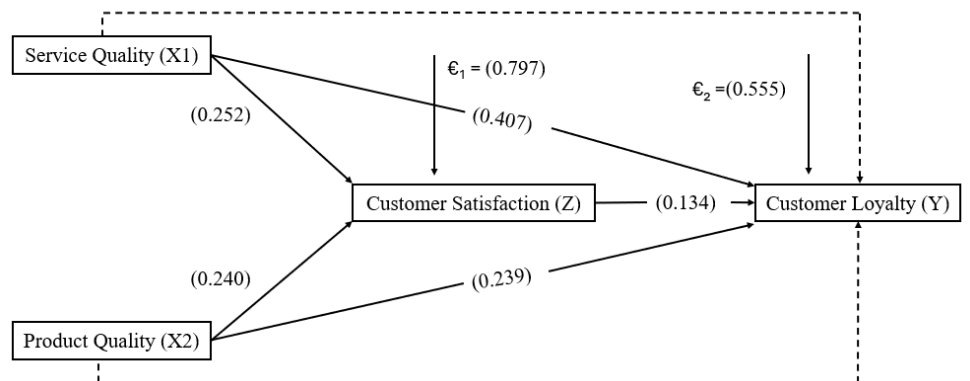 Service Quality (X1)
€1 = (0.797)
€2 =(0.555)
(0.252)
(0.407)
Customer Satisfaction (Z)
(0.134)
Customer Loyalty (Y)
(0.240)
(0.239)
Product Quality (X2)